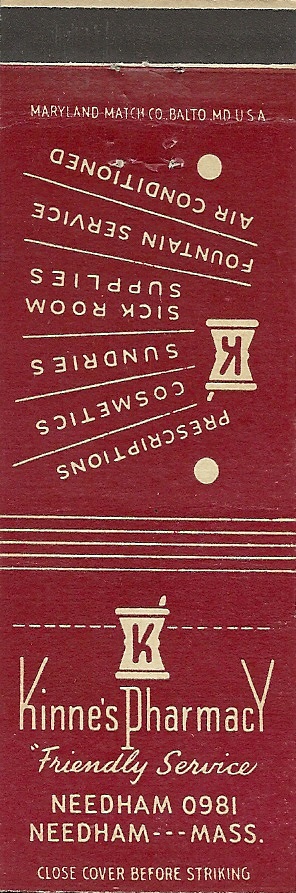 MARYLAND MATCH CO. BALTO. MD. U S A
PRESCRIPTIONS
COSMETICS
SUNDRIES
SICK ROOM
SUPPLIES
FOUNTAIN SERVICE
AIR CONDITIONED
K
K
Kinne's Pharmacy
"Friendly Service
NEEDHAM 0981
NEEDHAM---MASS.
CLOSE COVER BEFORE STRIKING